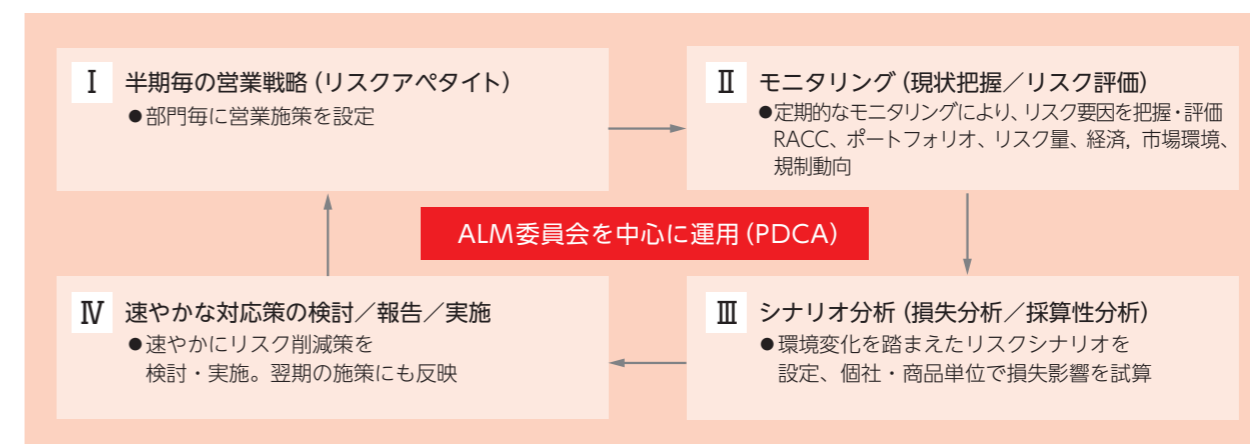 Ⅰ 半期毎の営業戦略（リスクアペタイト）
●部門毎に営業施策を設定
Ⅱ モニタリング（現状把握／リスク評価）
●定期的なモニタリングにより、リスク要因を把握・評価
RACC、ポートフォリオ、リスク量、経済, 市場環境、
規制動向
ALM委員会を中心に運用（PDCA）
Ⅲ シナリオ分析（損失分析／採算性分析）
●環境変化を踏まえたリスクシナリオを
設定、個社・商品単位で損失影響を試算
Ⅳ 速やかな対応策の検討／報告／実施
●速やかにリスク削減策を
検討・実施。翌期の施策にも反映